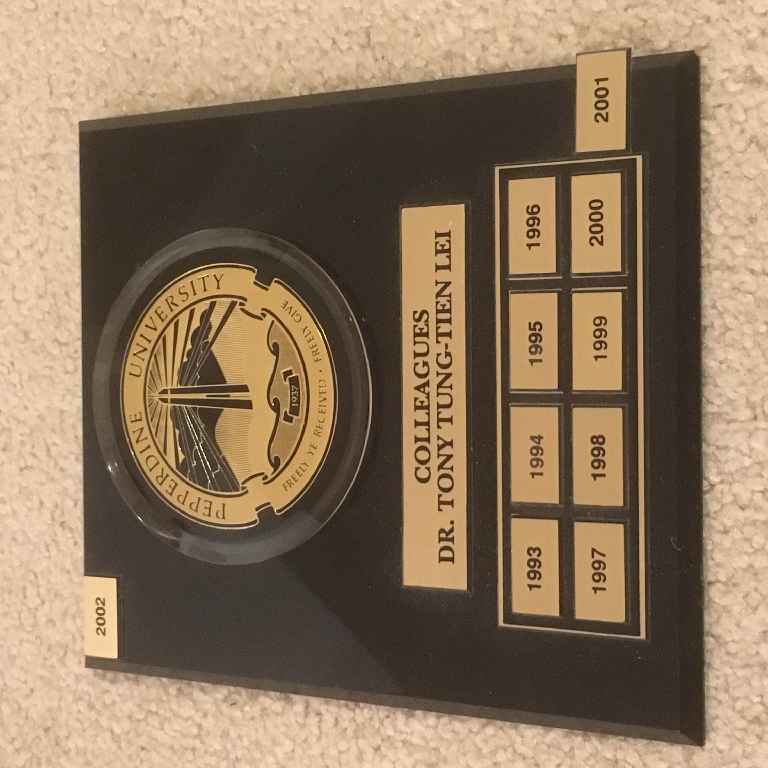 2002
PEPPERDINE UNIVERSITY
FREELY YE RECEIVED • FREELY GIVE
1937
COLLEAGUES
DR. TONY TUNG-TIEN LEI
1993 1994 1995 1996
1997 1998 1999 2000
2001